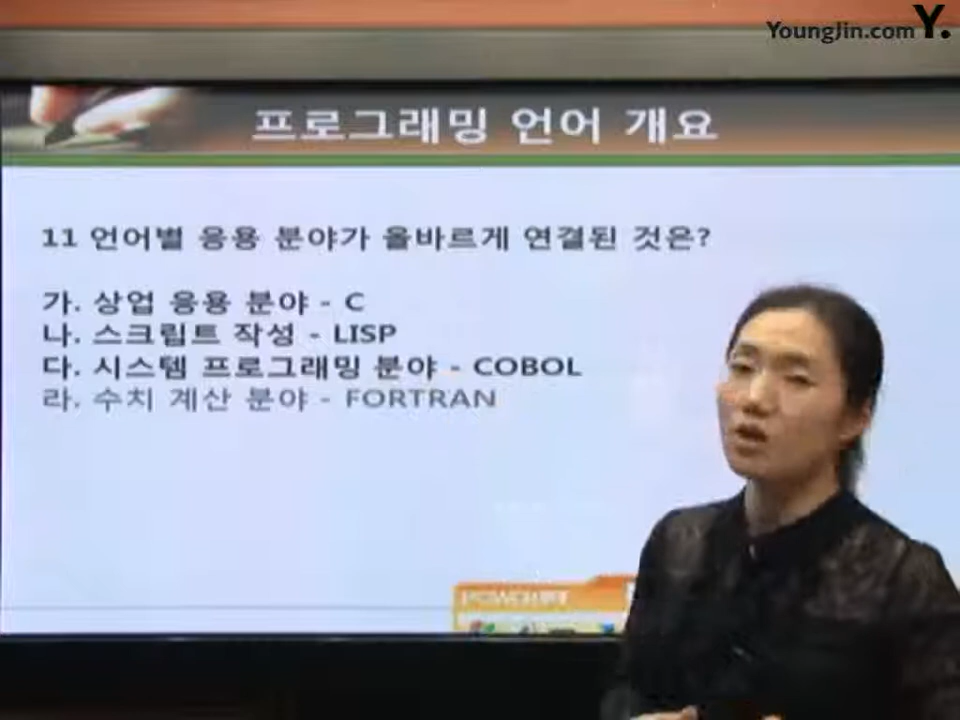 YoungJin.com Y.
프로그래밍 언어 개요
11 언어별 응용 분야가 올바르게 연결된 것은?
가. 상업 응용 분야 - C
나. 스크립트 작성 - LISP
다. 시스템 프로그래밍 분야 - COBOL
라. 수치 계산 분야 - FORTRAN